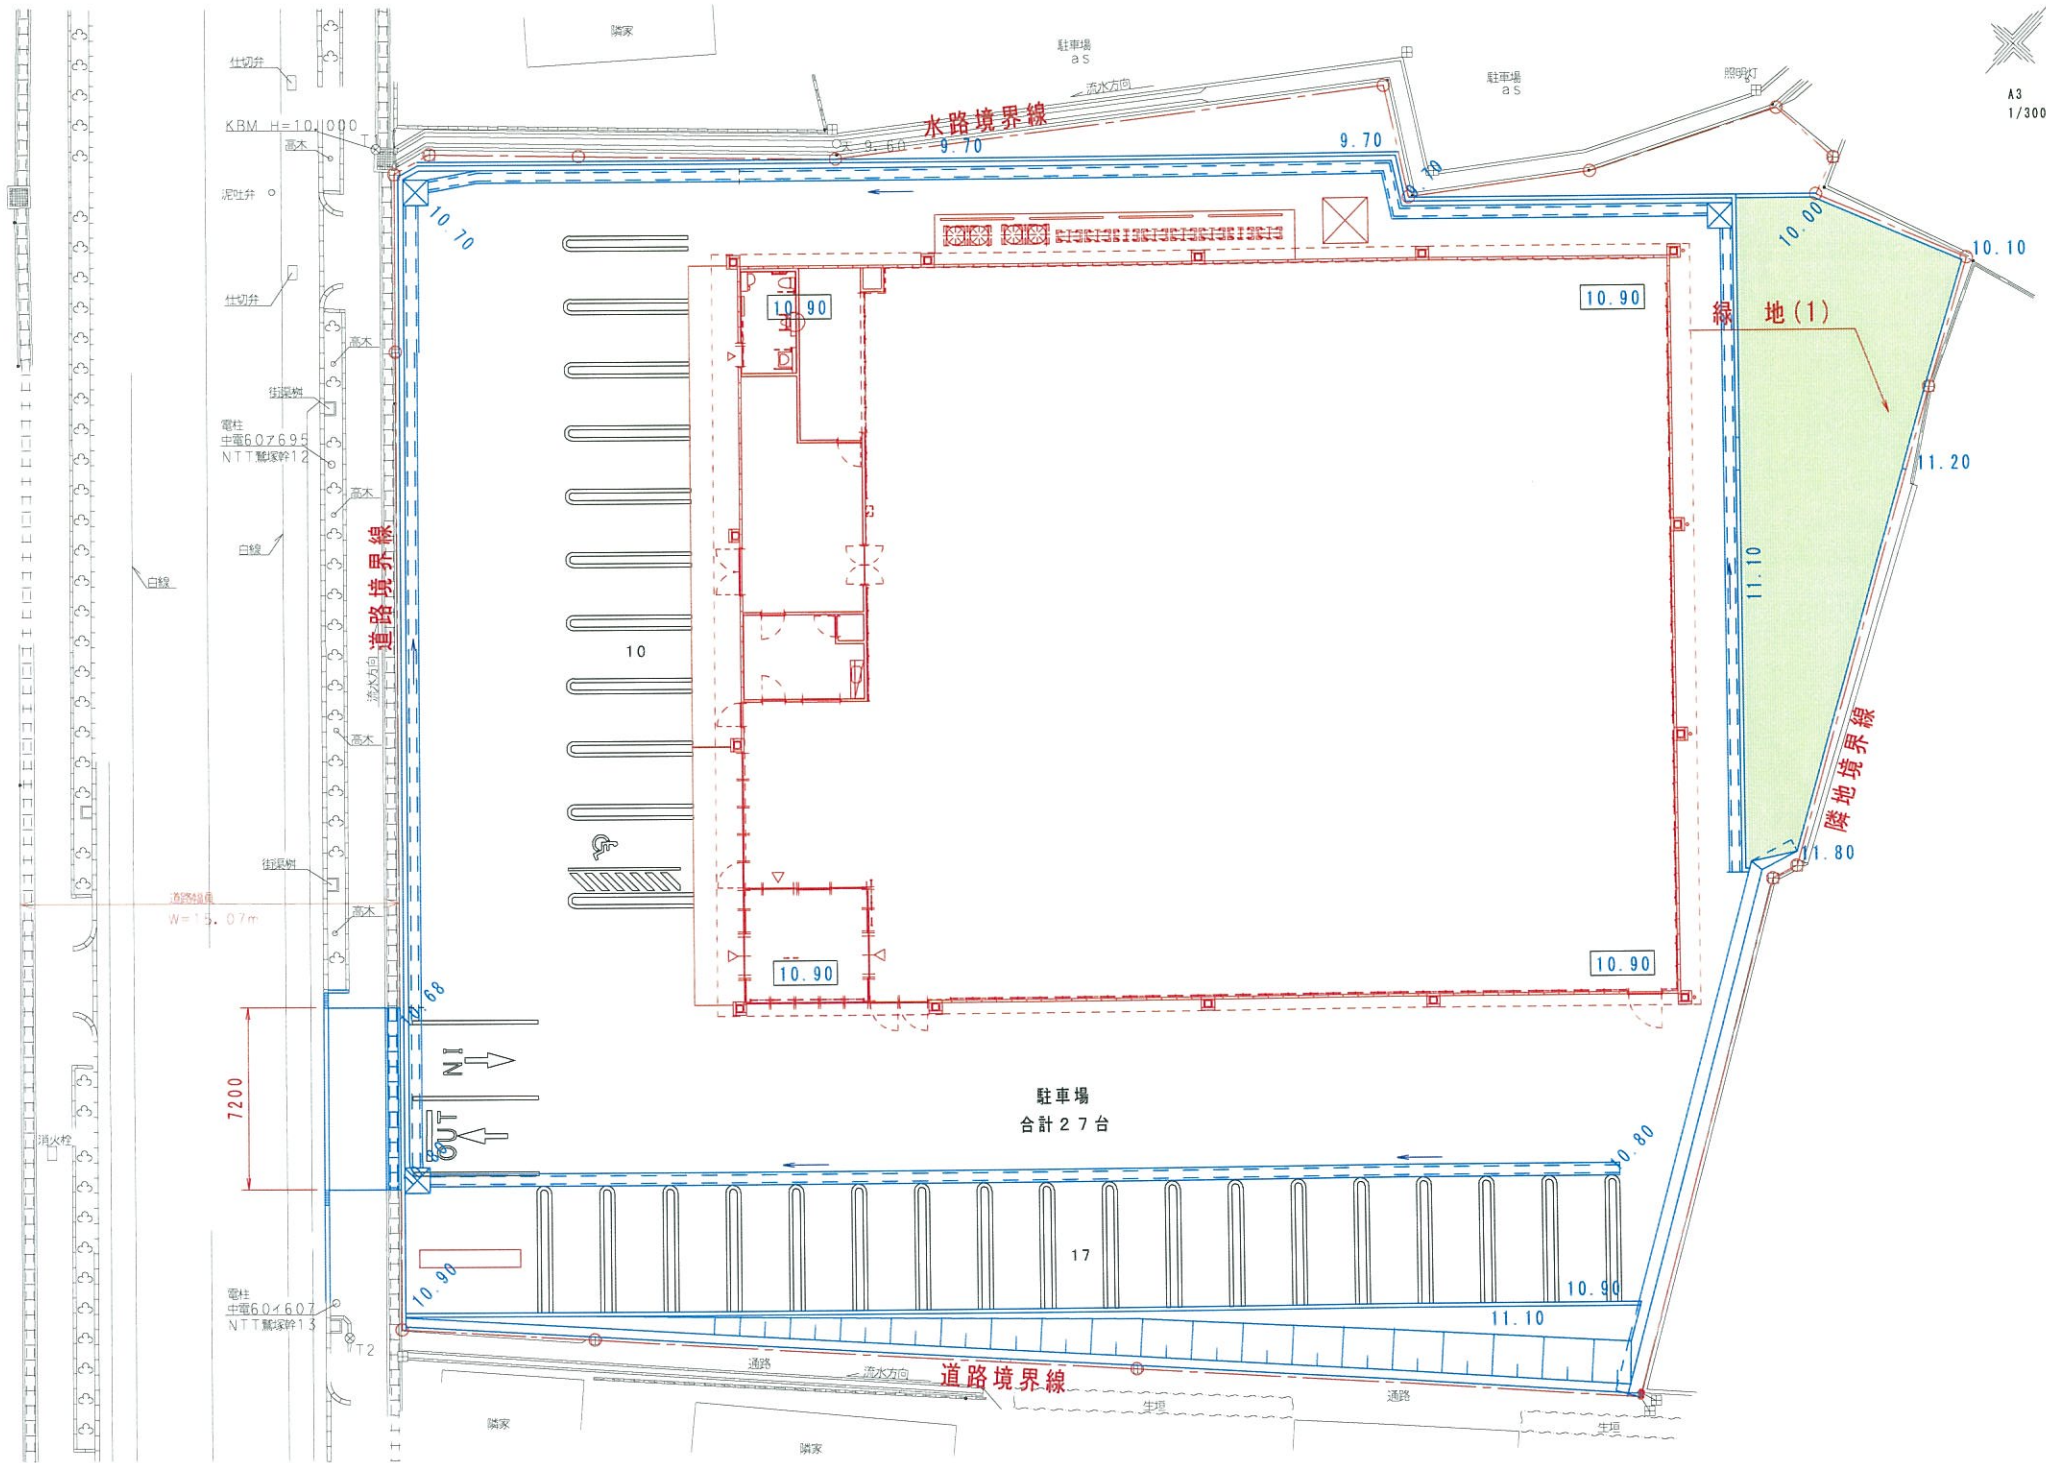 隣家
駐車場
as
流水方向
駐車場
as
照明灯
A3
1/300
仕切弁
KBM H=10.000
T1
高木
泥吐弁
水路境界線
天 9.60
9.70
9.70
10.70
10.00
10.10
仕切弁
10.90
10.90
緑 地(1)
高木
街渠桝
電柱
中電60ｱ695
NTT鷲塚幹12
高木
白線
白線
道路境界線
流水方向
10
11.20
11.10
高木
隣地境界線
11.80
街渠桝
道路幅員
W=15.07m
高木
10.90
10.90
IN
7200
OUT
駐車場
合計27台
消火栓
10.80
17
10.90
10.90
11.10
電柱
中電60ｲ607
NTT鷲塚幹13
T2
通路
流水方向
道路境界線
通路
生垣
生垣
隣家
隣家